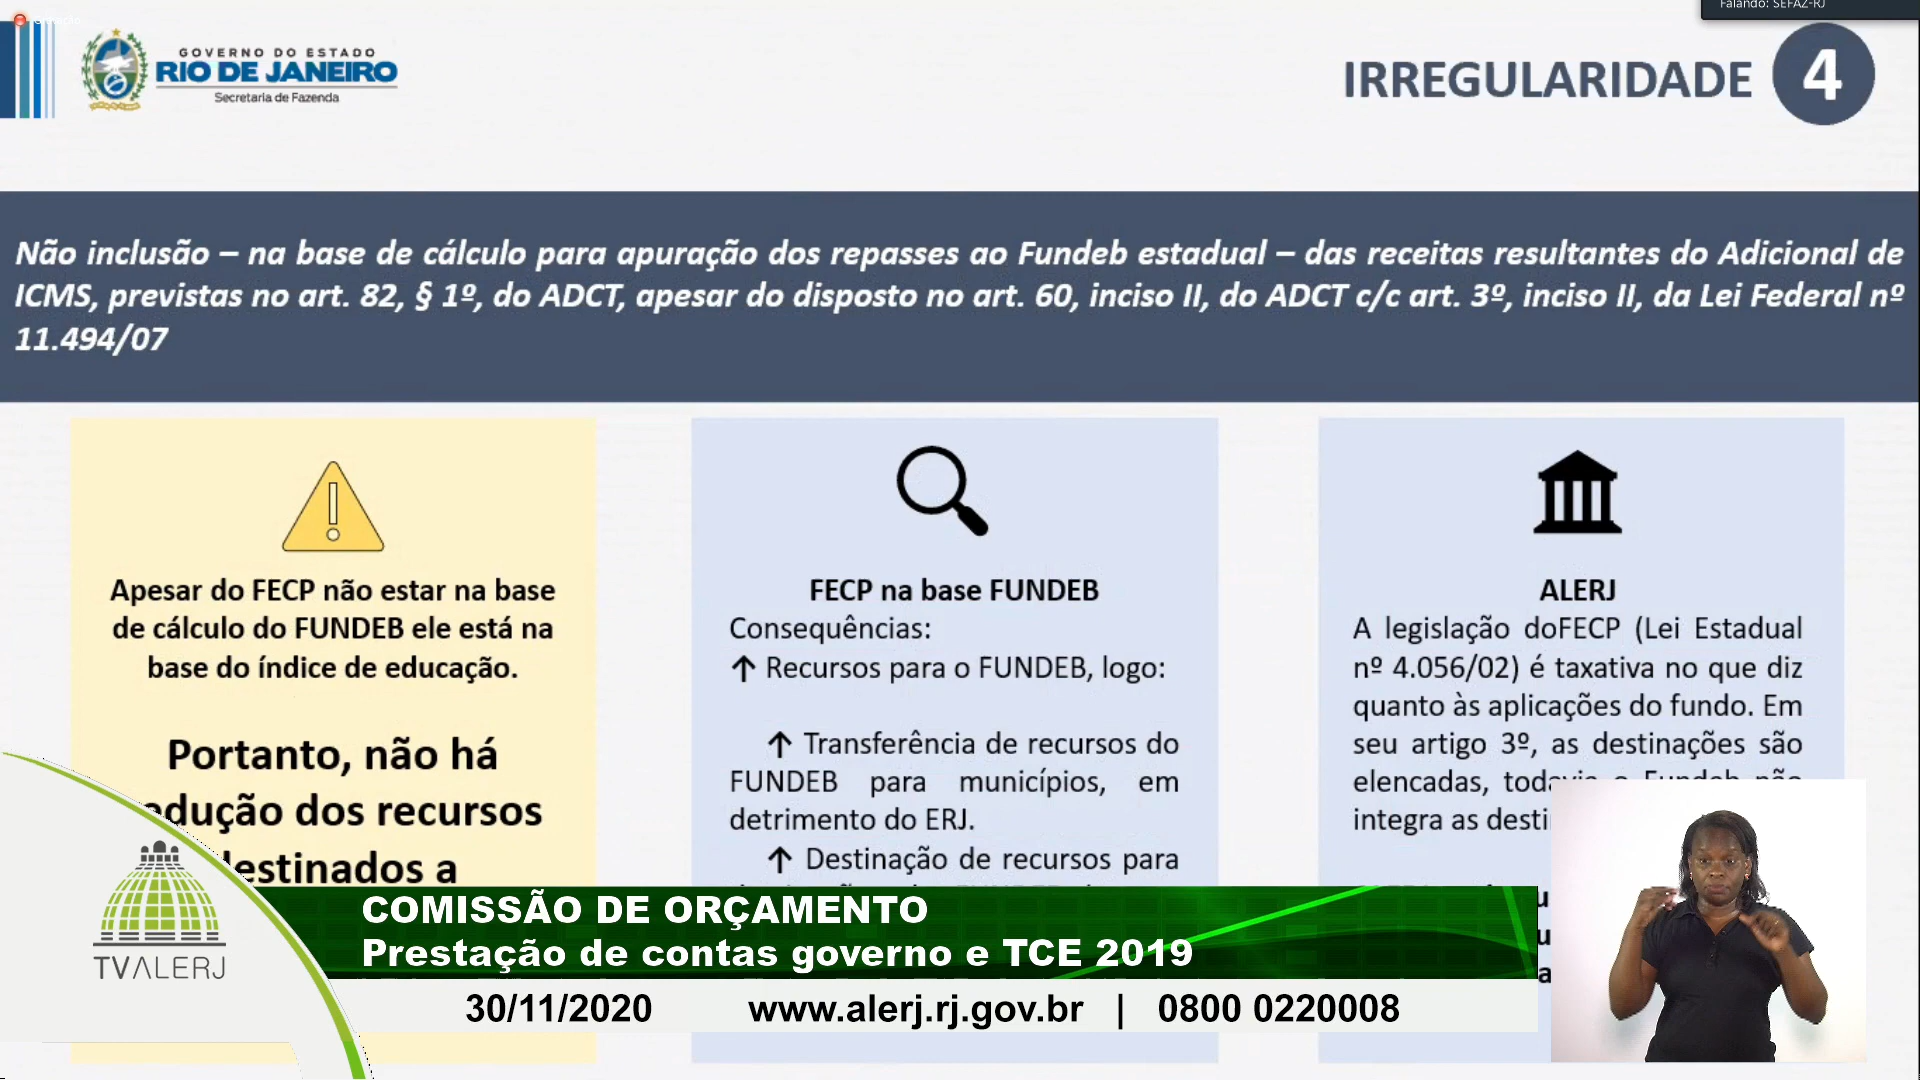 Falando: SEFAZ-RJ
GOVERNO DO ESTADO
RIO DE JANEIRO
Secretaria de Fazenda
IRREGULARIDADE 4
Não inclusão – na base de cálculo para apuração dos repasses ao Fundeb estadual – das receitas resultantes do Adicional de
ICMS, previstas no art. 82, § 1º, do ADCT, apesar do disposto no art. 60, inciso II, do ADCT c/c art. 3º, inciso II, da Lei Federal nº
11.494/07
Apesar do FECP não estar na base
de cálculo do FUNDEB ele está na
base do índice de educação.
Portanto, não há
dução dos recursos
estinados a
FECP na base FUNDEB
Consequências:
↑ Recursos para o FUNDEB, logo:
↑ Transferência de recursos do
FUNDEB para municípios, em
detrimento do ERJ.
↑ Destinação de recursos para
ALERJ
A legislação doFECP (Lei Estadual
nº 4.056/02) é taxativa no que diz
quanto às aplicações do fundo. Em
seu artigo 3º, as destinações são
elencadas, todavia o Fundeb não
integra as desti
TVALERJ
COMISSÃO DE ORÇAMENTO
Prestação de contas governo e TCE 2019
30/11/2020 www.alerj.rj.gov.br | 0800 0220008